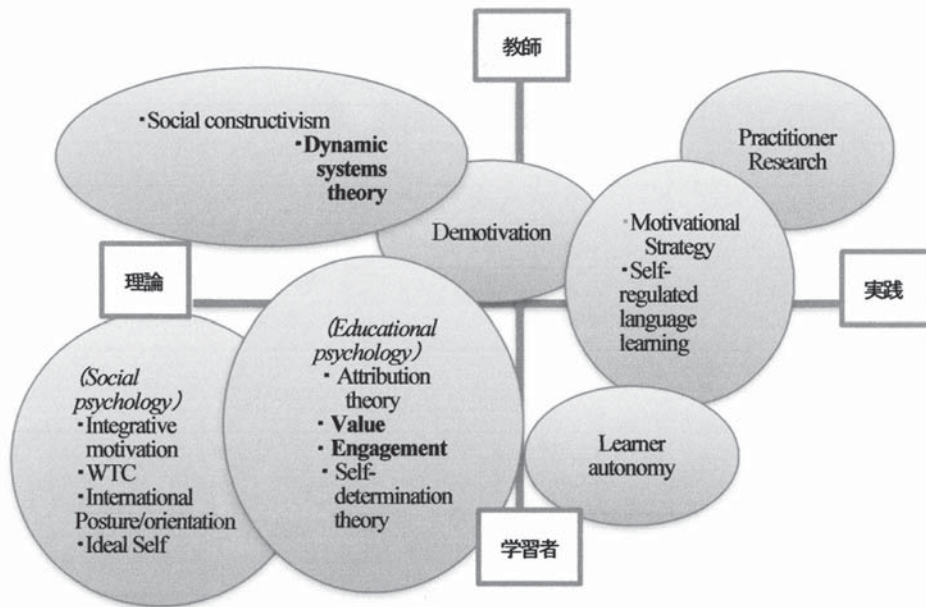 教師
・Social constructivism
・Dynamic
systems
theory
Practitioner
Research
Demotivation
・Motivational
Strategy
・Self-
regulated
language
learning
理論
実践
(Educational
psychology)
・Attribution
theory
・Value
・Engagement
・Self-
determination
theory
(Social
psychology)
・Integrative
motivation
・WTC
・International
Posture/orientation
・Ideal Self
Learner
autonomy
学習者